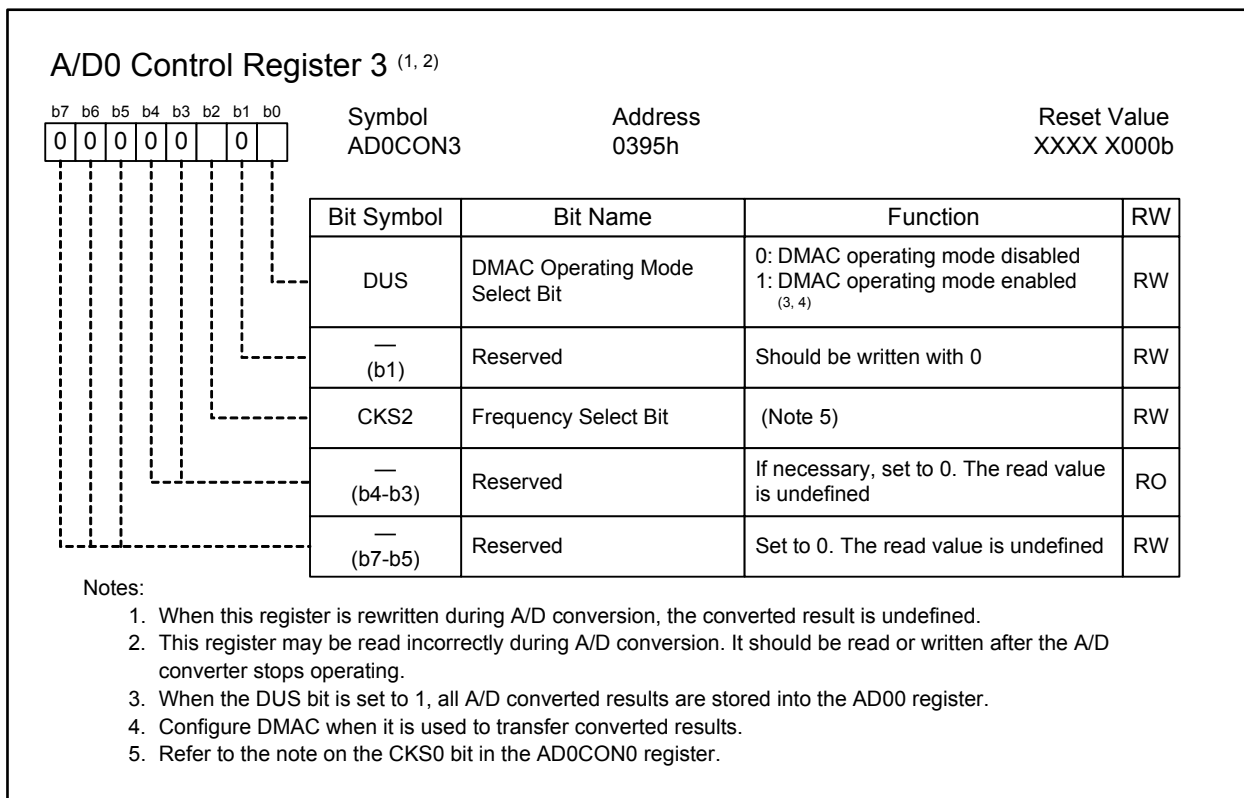 A/D0 Control Register 3 (1, 2)
b7 b6 b5 b4 b3 b2 b1 b0
0 0 0 0 0 0
Symbol Address Reset Value
AD0CON3 0395h XXXX X000b
Bit Symbol Bit Name Function RW
DUS
DMAC Operating Mode
Select Bit
0: DMAC operating mode disabled
1: DMAC operating mode enabled
(3, 4)
RW
—
(b1)
Reserved
Should be written with 0
RW
CKS2
Frequency Select Bit
(Note 5)
RW
—
(b4-b3)
Reserved
If necessary, set to 0. The read value
is undefined
RO
—
(b7-b5)
Reserved
Set to 0. The read value is undefined
RW
Notes:
1. When this register is rewritten during A/D conversion, the converted result is undefined.
2. This register may be read incorrectly during A/D conversion. It should be read or written after the A/D
converter stops operating.
3. When the DUS bit is set to 1, all A/D converted results are stored into the AD00 register.
4. Configure DMAC when it is used to transfer converted results.
5. Refer to the note on the CKS0 bit in the AD0CON0 register.